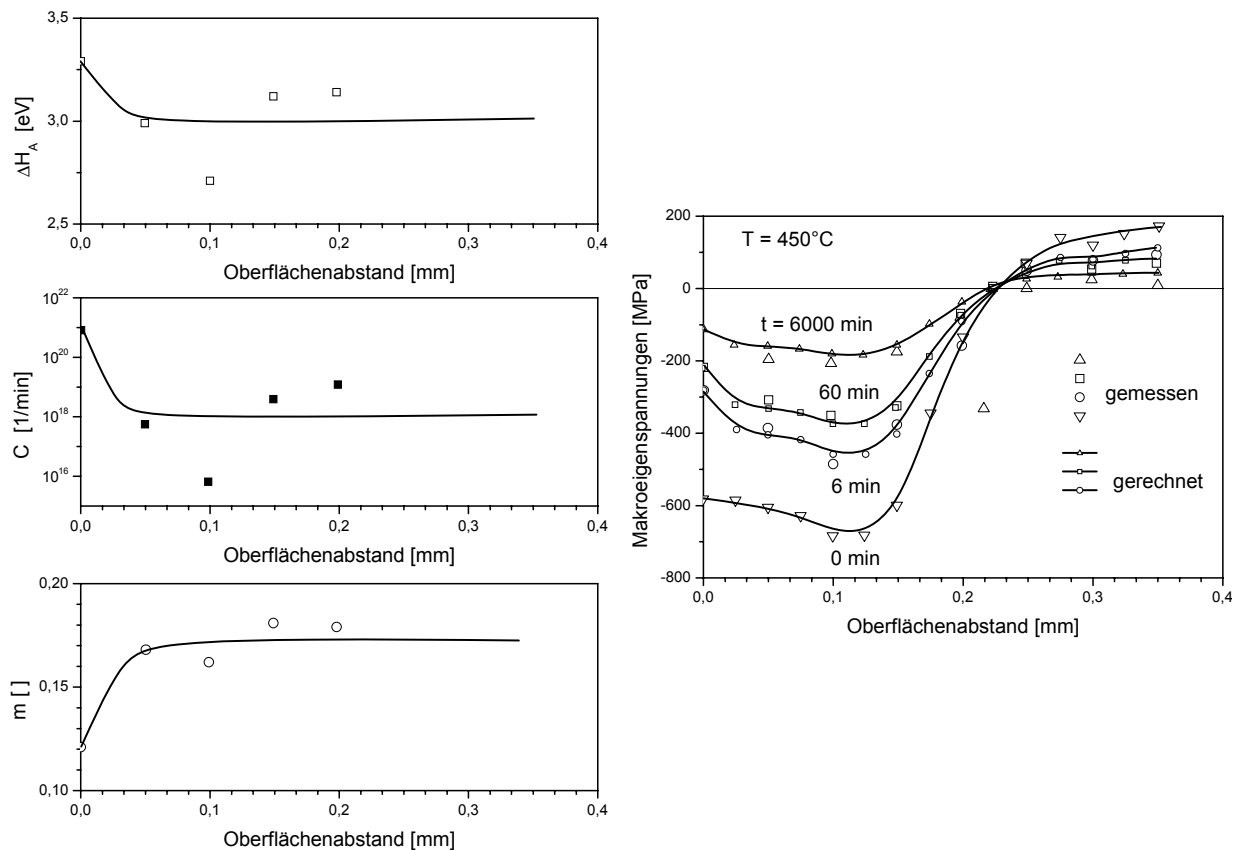 3,5
3,0
2,5
ΔH_A [eV]
0,0 0,1 0,2 0,3 0,4
Oberflächenabstand [mm]
10^22
10^20
10^18
10^16
C [1/min]
0,0 0,1 0,2 0,3 0,4
Oberflächenabstand [mm]
0,20
0,15
0,10
m [ ]
0,0 0,1 0,2 0,3 0,4
Oberflächenabstand [mm]
200
0
-200
-400
-600
-800
Makroeigenspannungen [MPa]
T = 450°C
t = 6000 min
60 min
6 min
0 min
gemessen
gerechnet
0,0 0,1 0,2 0,3 0,4
Oberflächenabstand [mm]